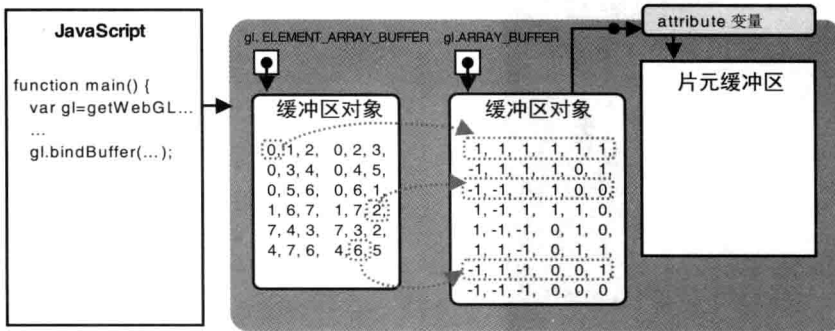 JavaScript
function main() {
var gl=getWebGL...
...
gl.bindBuffer(...);
gl. ELEMENT_ARRAY_BUFFER
缓冲区对象
0, 1, 2, 0, 2, 3,
0, 3, 4, 0, 4, 5,
0, 5, 6, 0, 6, 1,
1, 6, 7, 1, 7, 2,
7, 4, 3, 7, 3, 2,
4, 7, 6, 4, 6, 5
gl.ARRAY_BUFFER
缓冲区对象
1, 1, 1, 1, 1, 1,
-1, 1, 1, 1, 0, 1,
-1, -1, 1, 1, 0, 0,
1, -1, 1, 1, 1, 0,
1, -1, -1, 0, 1, 0,
1, 1, -1, 0, 1, 1,
-1, 1, -1, 0, 0, 1,
-1, -1, -1, 0, 0, 0
attribute 变量
片元缓冲区